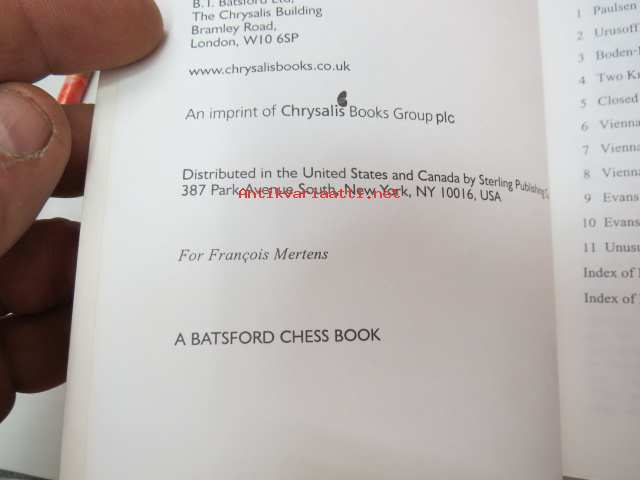 B.T. Batsford Ltd,
The Chrysalis Building
Bramley Road,
London, W10 6SP
www.chrysalisbooks.co.uk
An imprint of Chrysalis Books Group plc
Distributed in the United States and Canada by Sterling Publishing
387 Park Avenue South, New York, NY 10016, USA
Antikvariaatti.net
For François Mertens
A BATSFORD CHESS BOOK
1 Paulsen
2 Urusoff
3 Boden-
4 Two
5 Closed
6 Vienna
7 Vienna
8 Vienna
9 Evans
10 Evans
11
Index of
Index of